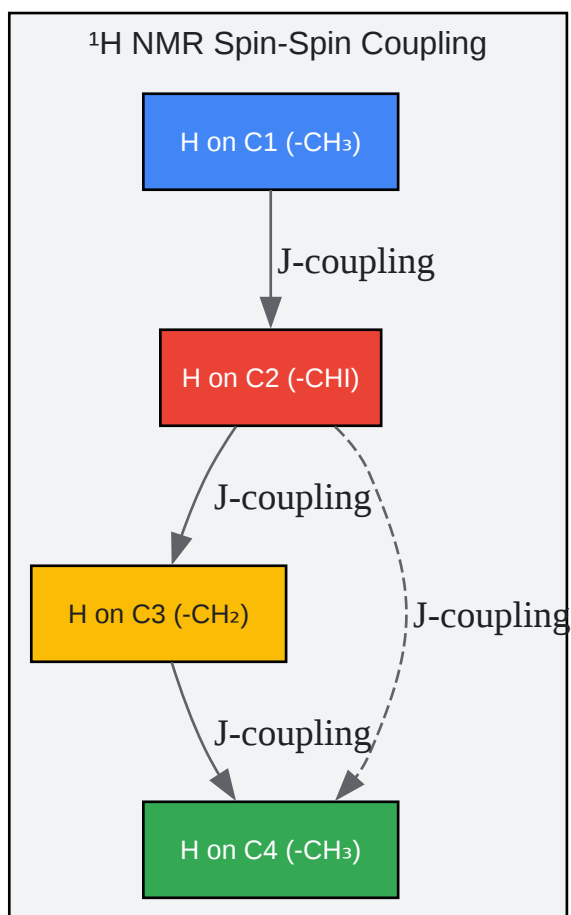 ¹H NMR Spin-Spin Coupling
H on C1 (-CH₃)
J-coupling
H on C2 (-CHI)
J-coupling
H on C3 (-CH₂)
J-coupling
J-coupling
H on C4 (-CH₃)